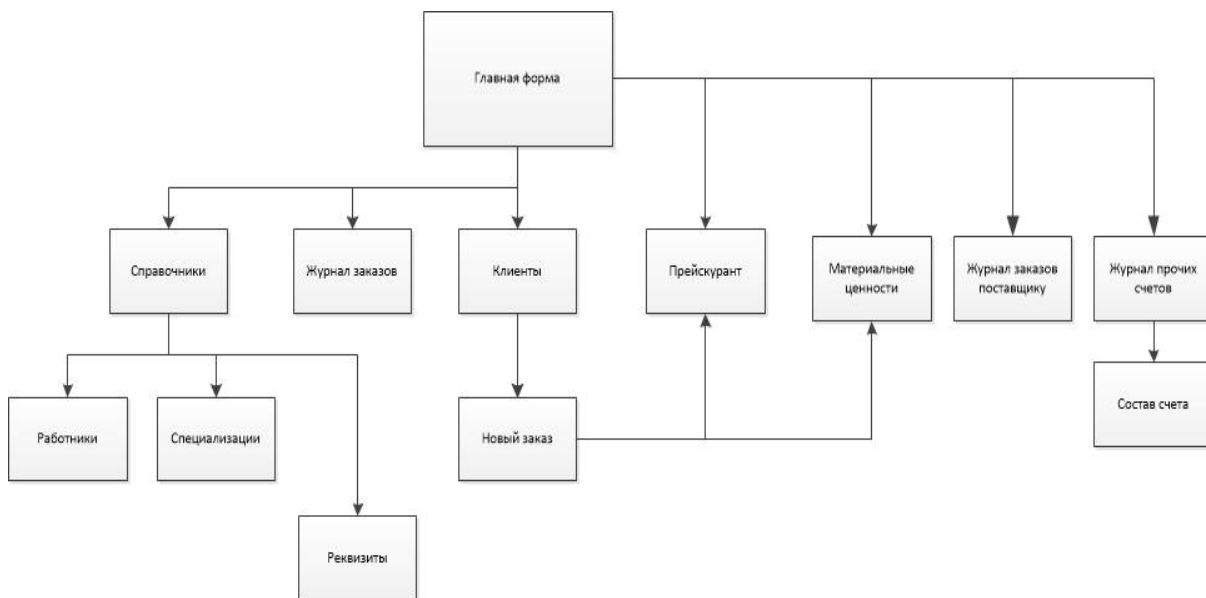 Главная форма
Справочники
Журнал заказов
Клиенты
Прейскурант
Материальные
ценности
Журнал заказов
поставщику
Журнал прочих
счетов
Работники
Специализации
Новый заказ
Состав счета
Реквизиты